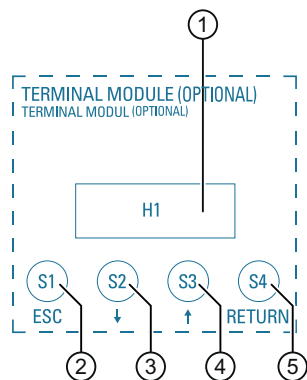 ①
TERMINAL MODULE (OPTIONAL)
TERMINAL MODUL (OPTIONAL)
H1
S1 S2 S3 S4
ESC ↓ ↑ RETURN
② ③ ④ ⑤